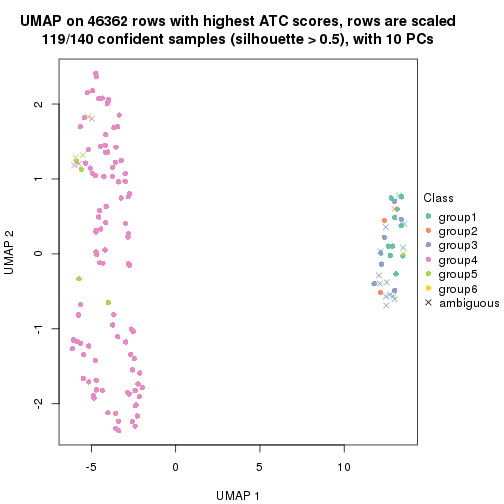 UMAP on 46362 rows with highest ATC scores, rows are scaled
119/140 confident samples (silhouette > 0.5), with 10 PCs
2
1
0
-1
-2
UMAP 2
-5
0
5
10
UMAP 1
Class
group1
group2
group3
group4
group5
group6
ambiguous